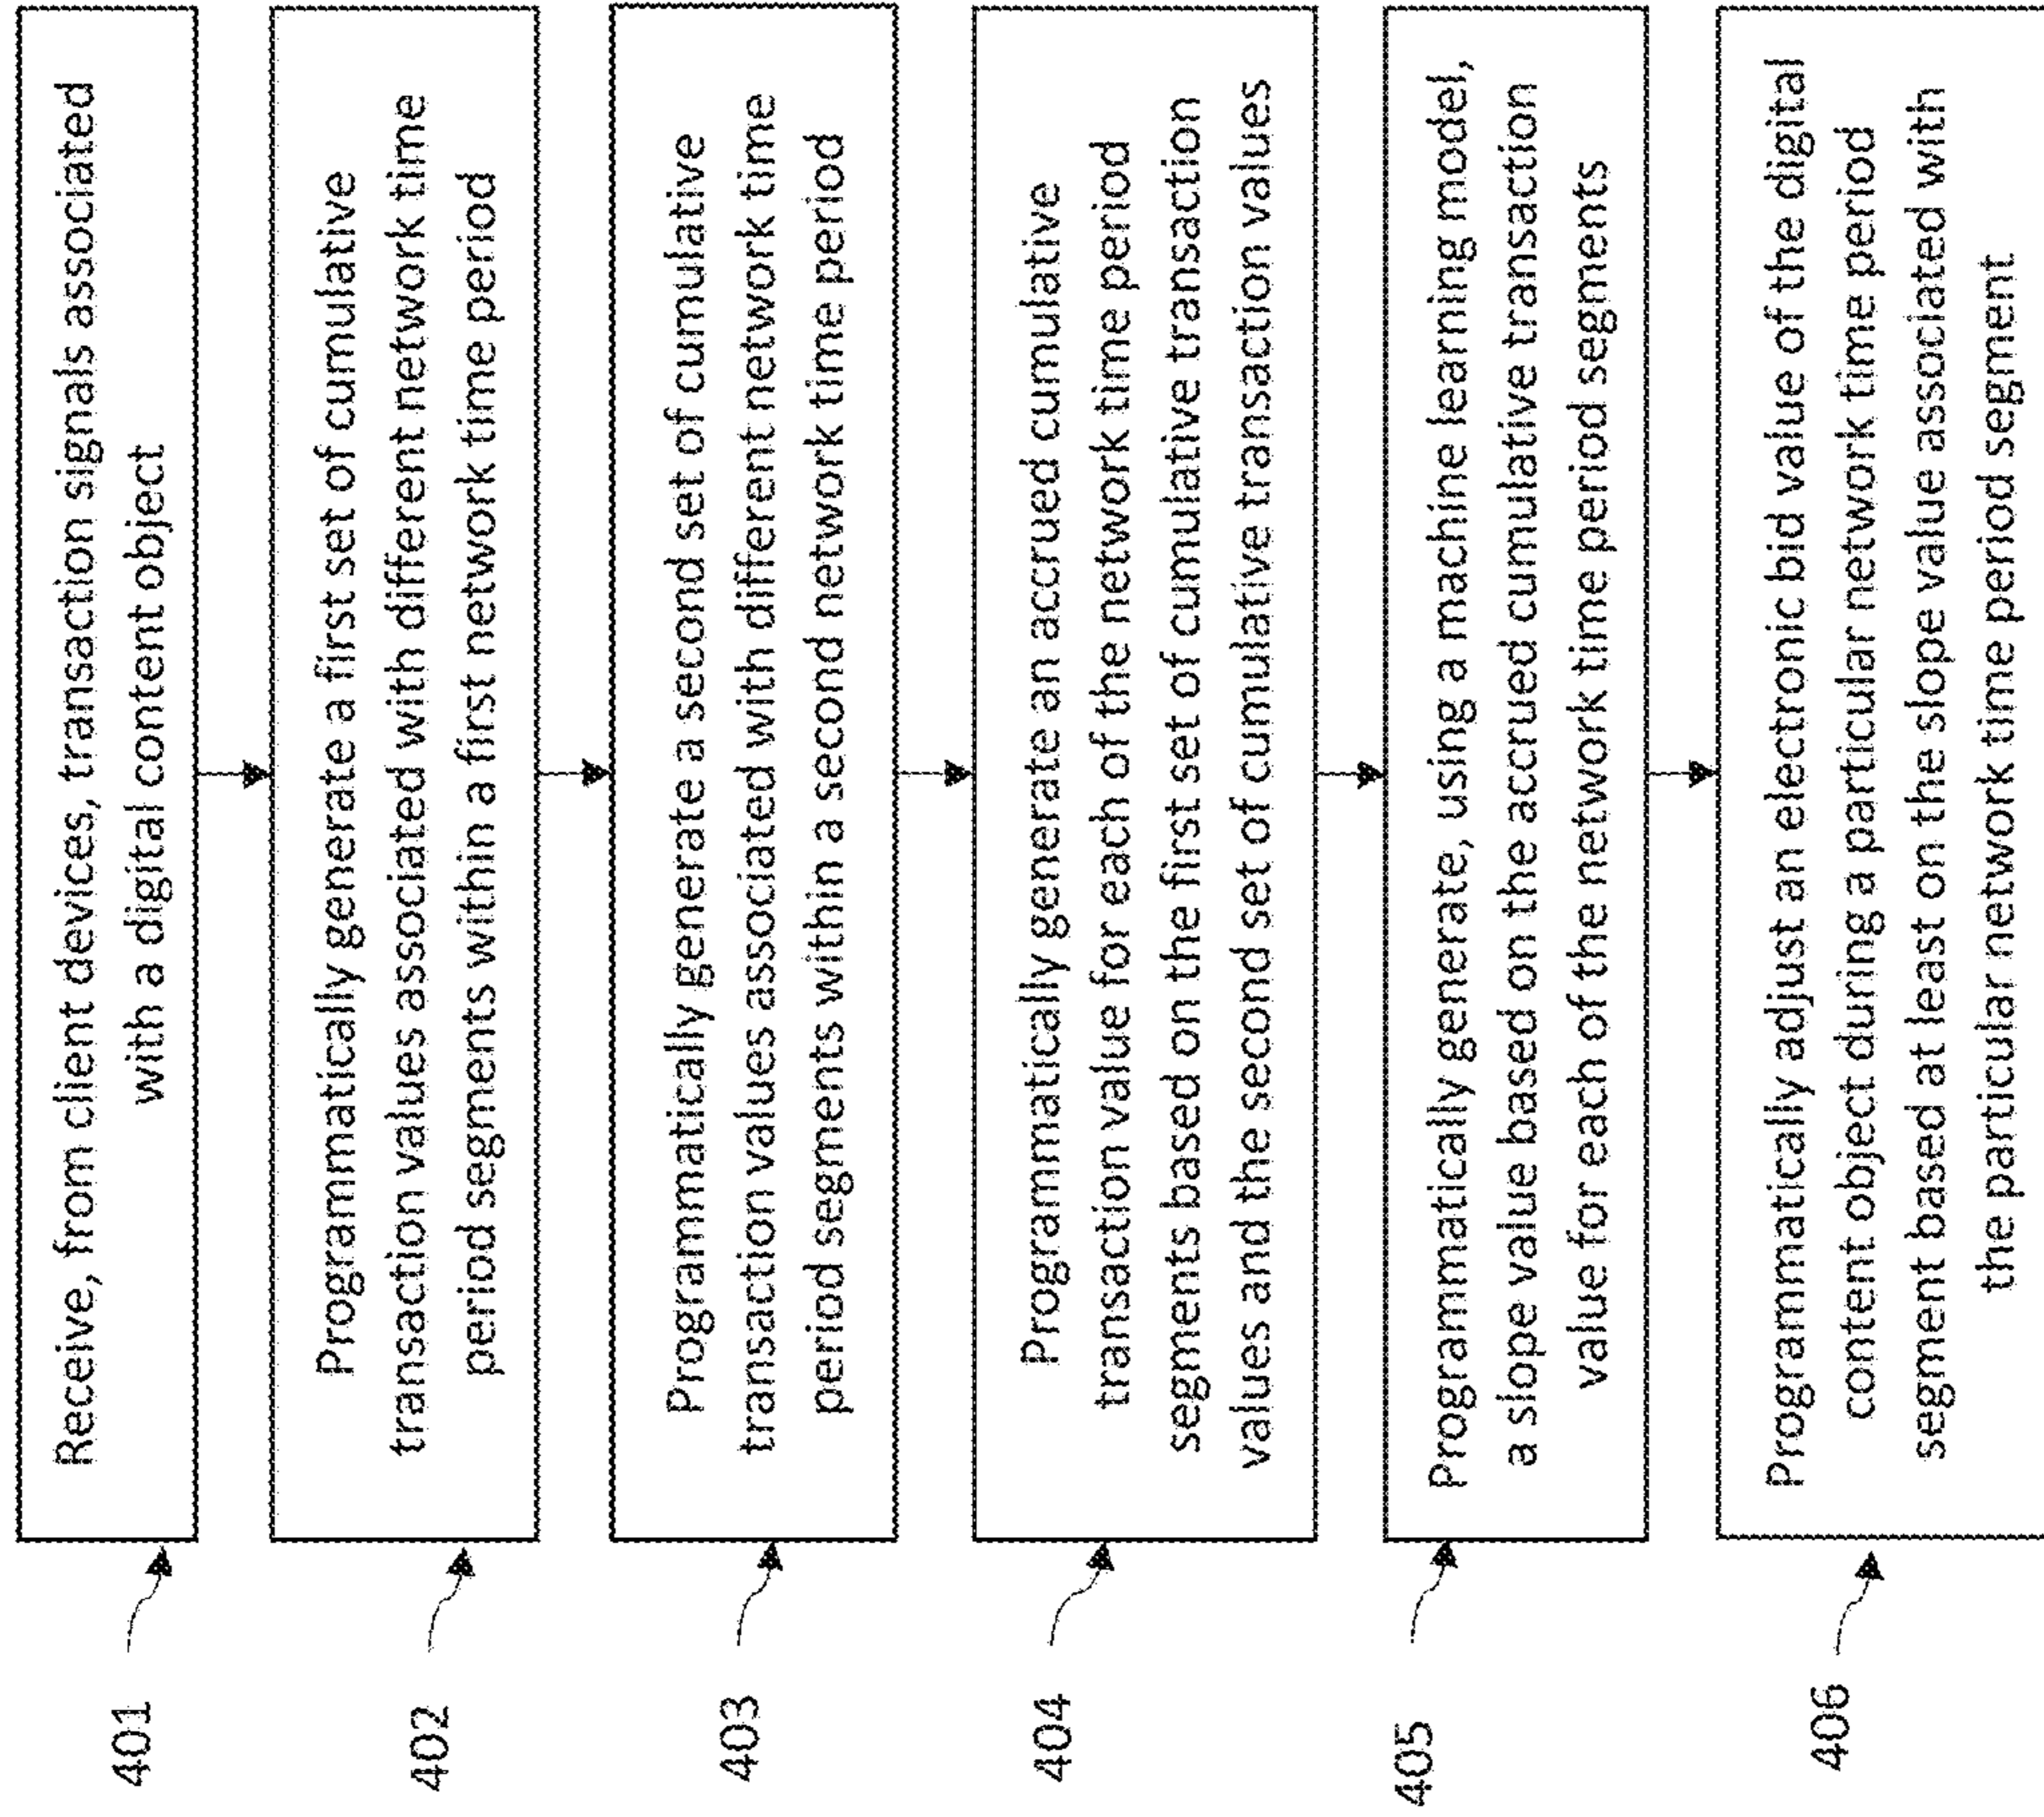 401
Receive, from client devices, transaction signals associated
with a digital content object
402
Programmatically generate a first set of cumulative
transaction values associated with different network time
period segments within a first network time period
403
Programmatically generate a second set of cumulative
transaction values associated with different network time
period segments within a second network time period
404
Programmatically generate an accrued cumulative
transaction value for each of the network time period
segments based on the first set of cumulative transaction
values and the second set of cumulative transaction values
405
Programmatically generate, using a machine learning model,
a slope value based on the accrued cumulative transaction
value for each of the network time period segments
406
Programmatically adjust an electronic bid value of the digital
content object during a particular network time period
segment based at least on the slope value associated with
the particular network time period segment